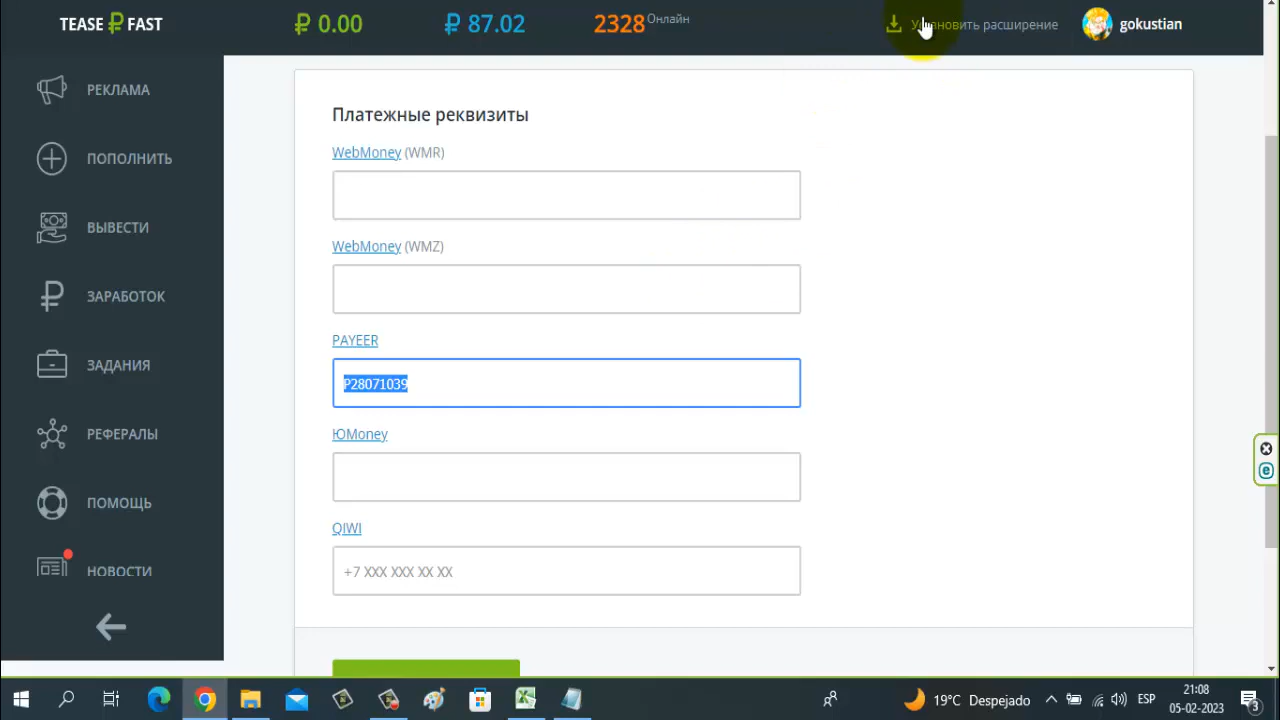 TEASE ₽ FAST
₽ 0.00
₽ 87.02
2328 Онлайн
Установить расширение
gokustian
РЕКЛАМА
ПОПОЛНИТЬ
ВЫВЕСТИ
ЗАРАБОТОК
ЗАДАНИЯ
РЕФЕРАЛЫ
ПОМОЩЬ
НОВОСТИ
Платежные реквизиты
WebMoney (WMR)
WebMoney (WMZ)
PAYEER
P28071039
ЮMoney
QIWI
+7 XXX XXX XX XX
19°C Despejado
ESP
21:08
05-02-2023
3